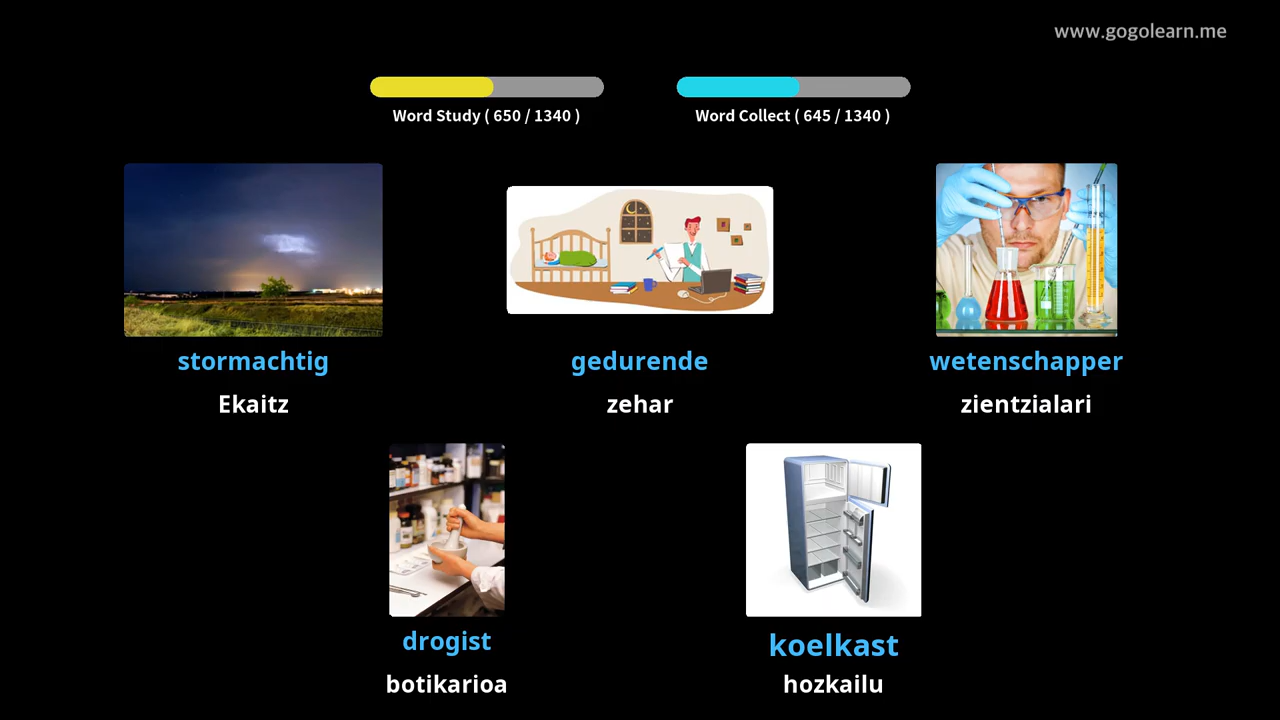 www.gogolearn.me
Word Study ( 650 / 1340 )
Word Collect ( 645 / 1340 )
stormachtig
gedurende
wetenschapper
Ekaitz
zehar
zientzialari
drogist
koelkast
botikarioa
hozkailu